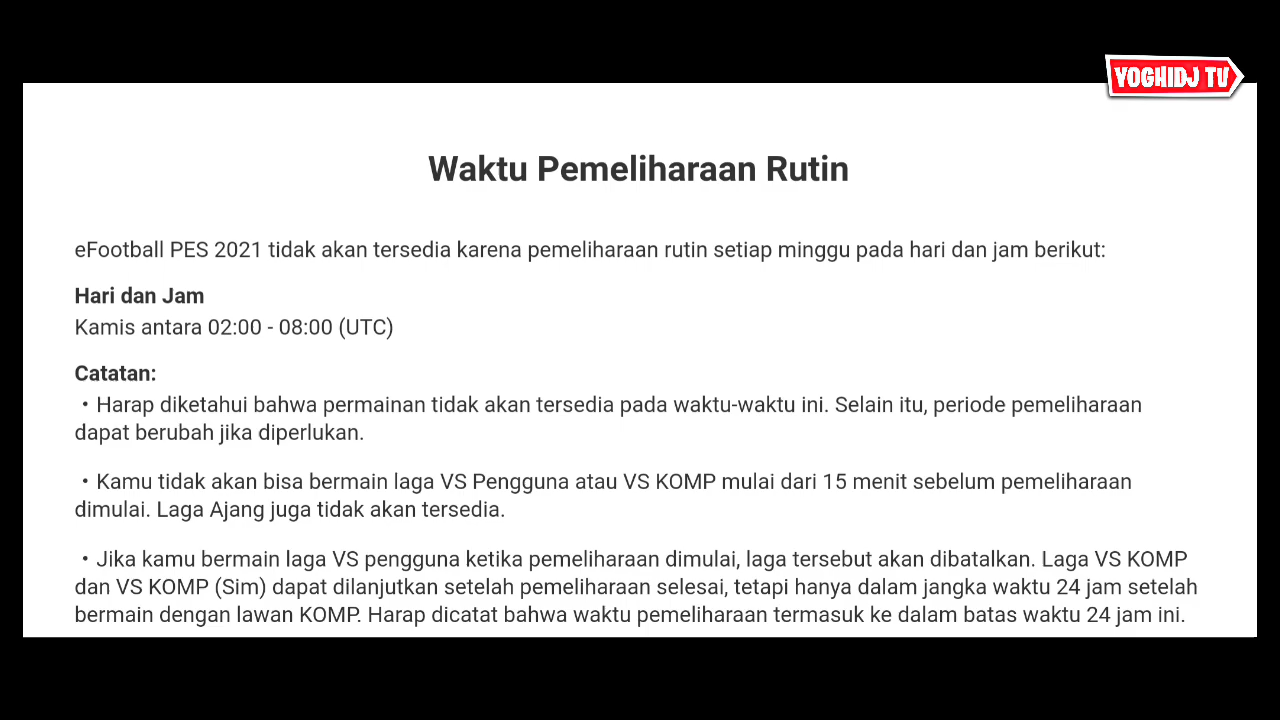 YOGHIDJ TV
Waktu Pemeliharaan Rutin
eFootball PES 2021 tidak akan tersedia karena pemeliharaan rutin setiap minggu pada hari dan jam berikut:
Hari dan Jam
Kamis antara 02:00 - 08:00 (UTC)
Catatan:
・Harap diketahui bahwa permainan tidak akan tersedia pada waktu-waktu ini. Selain itu, periode pemeliharaan
dapat berubah jika diperlukan.
・Kamu tidak akan bisa bermain laga VS Pengguna atau VS KOMP mulai dari 15 menit sebelum pemeliharaan
dimulai. Laga Ajang juga tidak akan tersedia.
・Jika kamu bermain laga VS pengguna ketika pemeliharaan dimulai, laga tersebut akan dibatalkan. Laga VS KOMP
dan VS KOMP (Sim) dapat dilanjutkan setelah pemeliharaan selesai, tetapi hanya dalam jangka waktu 24 jam setelah
bermain dengan lawan KOMP. Harap dicatat bahwa waktu pemeliharaan termasuk ke dalam batas waktu 24 jam ini.